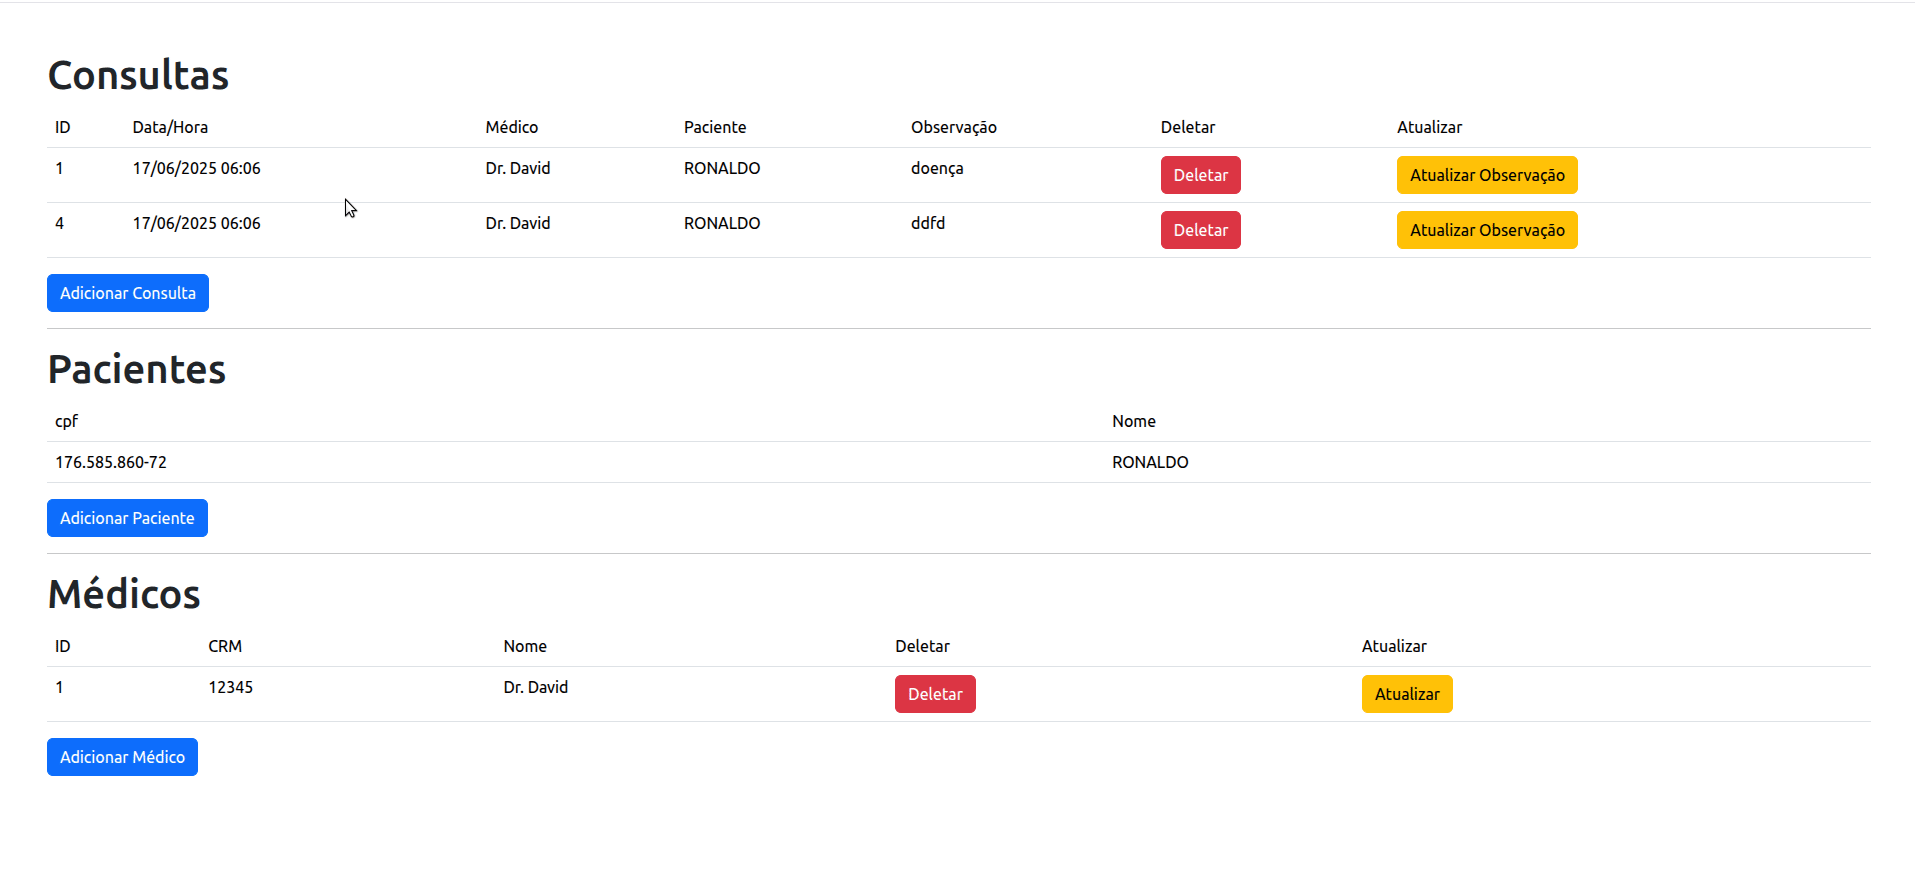 Consultas
ID Data/Hora Médico Paciente Observação Deletar Atualizar
1 17/06/2025 06:06 Dr. David RONALDO doença Deletar Atualizar Observação
4 17/06/2025 06:06 Dr. David RONALDO ddfd Deletar Atualizar Observação
Adicionar Consulta
Pacientes
cpf Nome
176.585.860-72 RONALDO
Adicionar Paciente
Médicos
ID CRM Nome Deletar Atualizar
1 12345 Dr. David Deletar Atualizar
Adicionar Médico